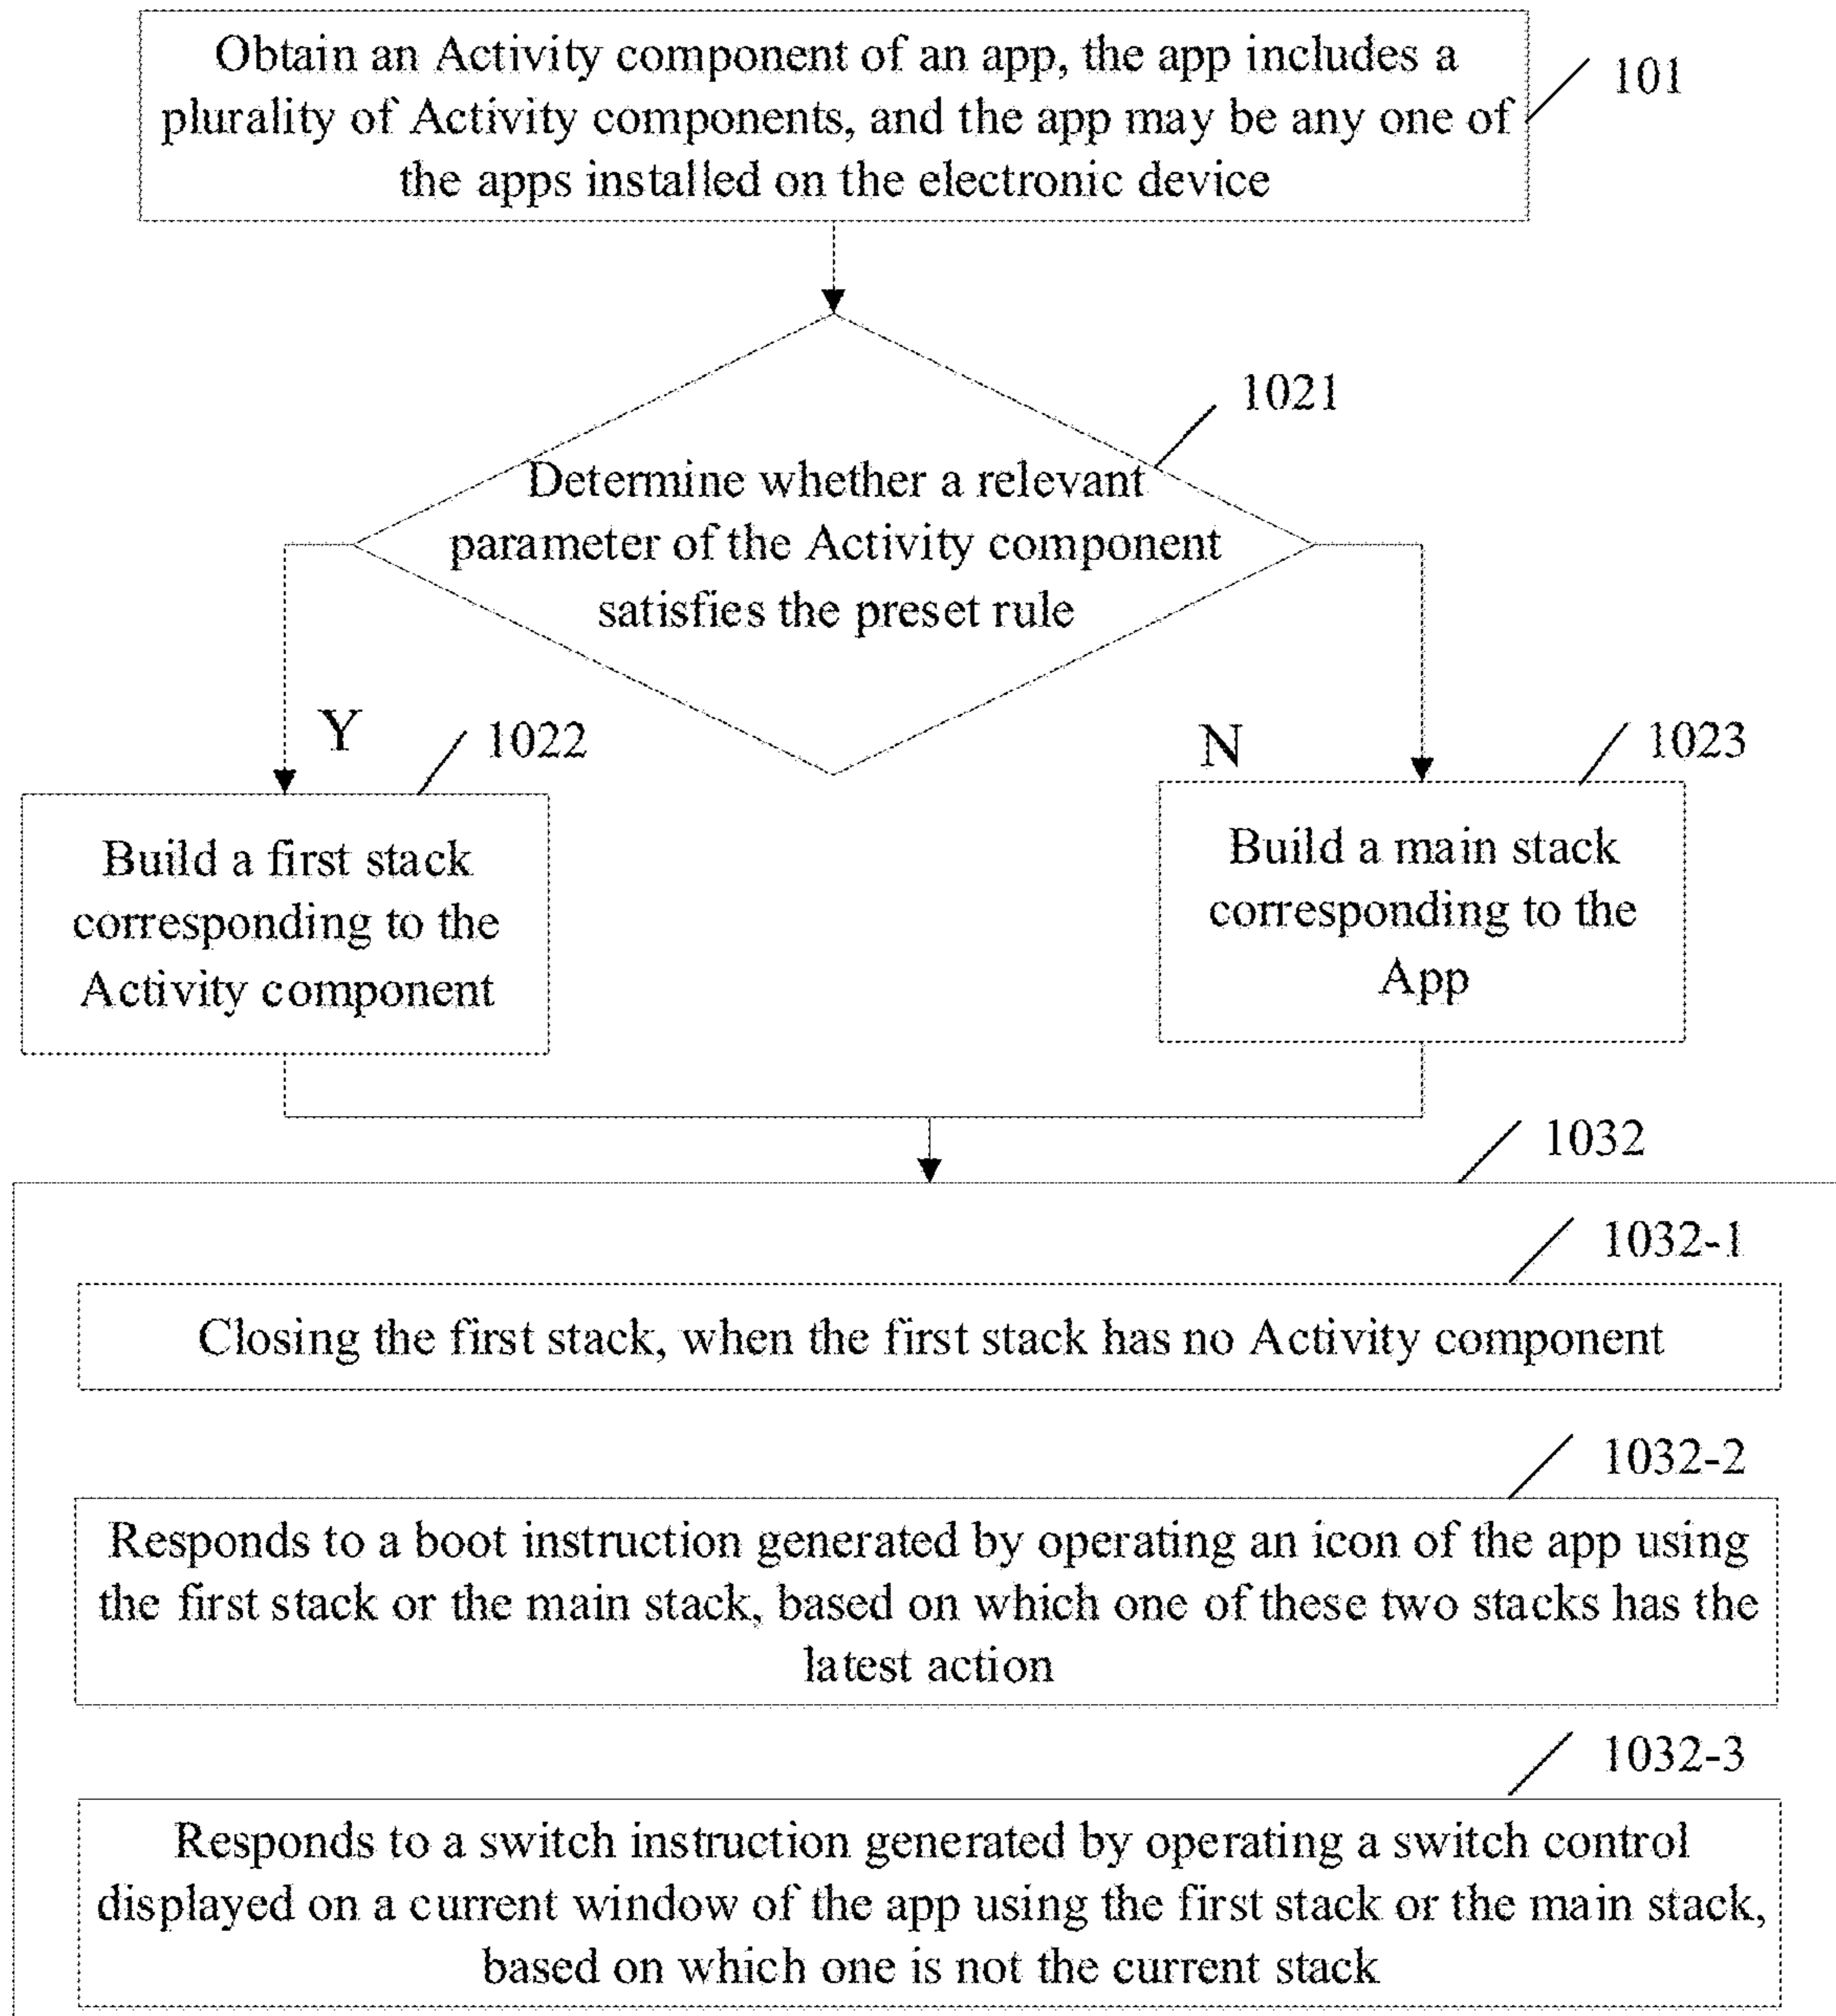 Obtain an Activity component of an app, the app includes a
plurality of Activity components, and the app may be any one of
the apps installed on the electronic device
101
1021
Determine whether a relevant
parameter of the Activity component
satisfies the preset rule
Y
1022
N
1023
Build a first stack
corresponding to the
Activity component
Build a main stack
corresponding to the
App
1032
1032-1
Closing the first stack, when the first stack has no Activity component
1032-2
Responds to a boot instruction generated by operating an icon of the app using
the first stack or the main stack, based on which one of these two stacks has the
latest action
1032-3
Responds to a switch instruction generated by operating a switch control
displayed on a current window of the app using the first stack or the main stack,
based on which one is not the current stack